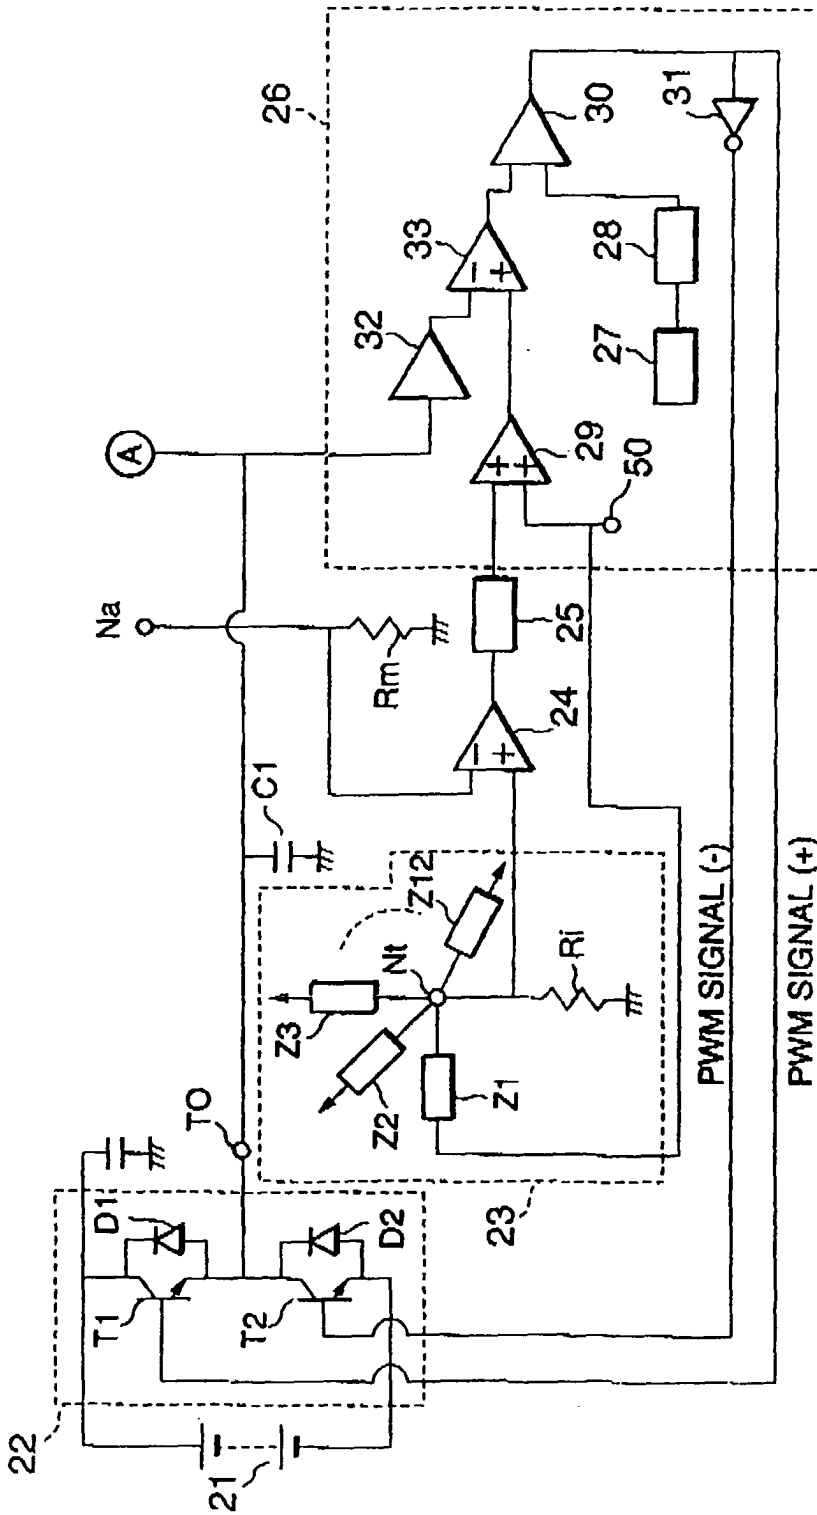 22
21
T1
D1
T2
D2
TO
C1
Na
A
Rm
26
23
Z1
Z2
Z3
Z12
Nt
Ri
24
25
29
50
32
33
30
27
28
31
+
-
+
+
-
+
PWM SIGNAL (-)
PWM SIGNAL (+)